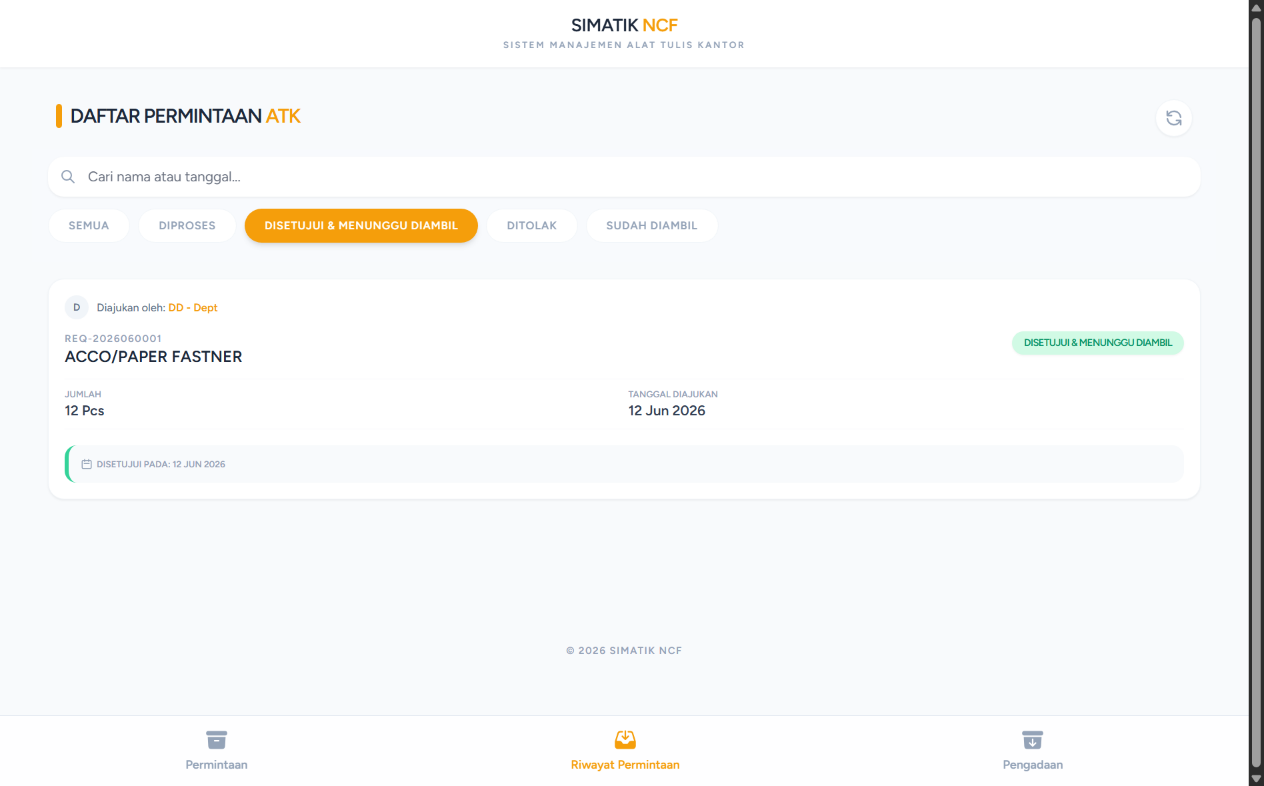 SIMATIK NCF
SISTEM MANAJEMEN ALAT TULIS KANTOR
DAFTAR PERMINTAAN ATK
Cari nama atau tanggal...
SEMUA
DIPROSES
DISETUJUI & MENUNGGU DIAMBIL
DITOLAK
SUDAH DIAMBIL
D
Diajukan oleh: DD - Dept
REQ-2026060001
ACCO/PAPER FASTNER
DISETUJUI & MENUNGGU DIAMBIL
JUMLAH
12 Pcs
TANGGAL DIAJUKAN
12 Jun 2026
DISETUJUI PADA: 12 JUN 2026
© 2026 SIMATIK NCF
Permintaan
Riwayat Permintaan
Pengadaan